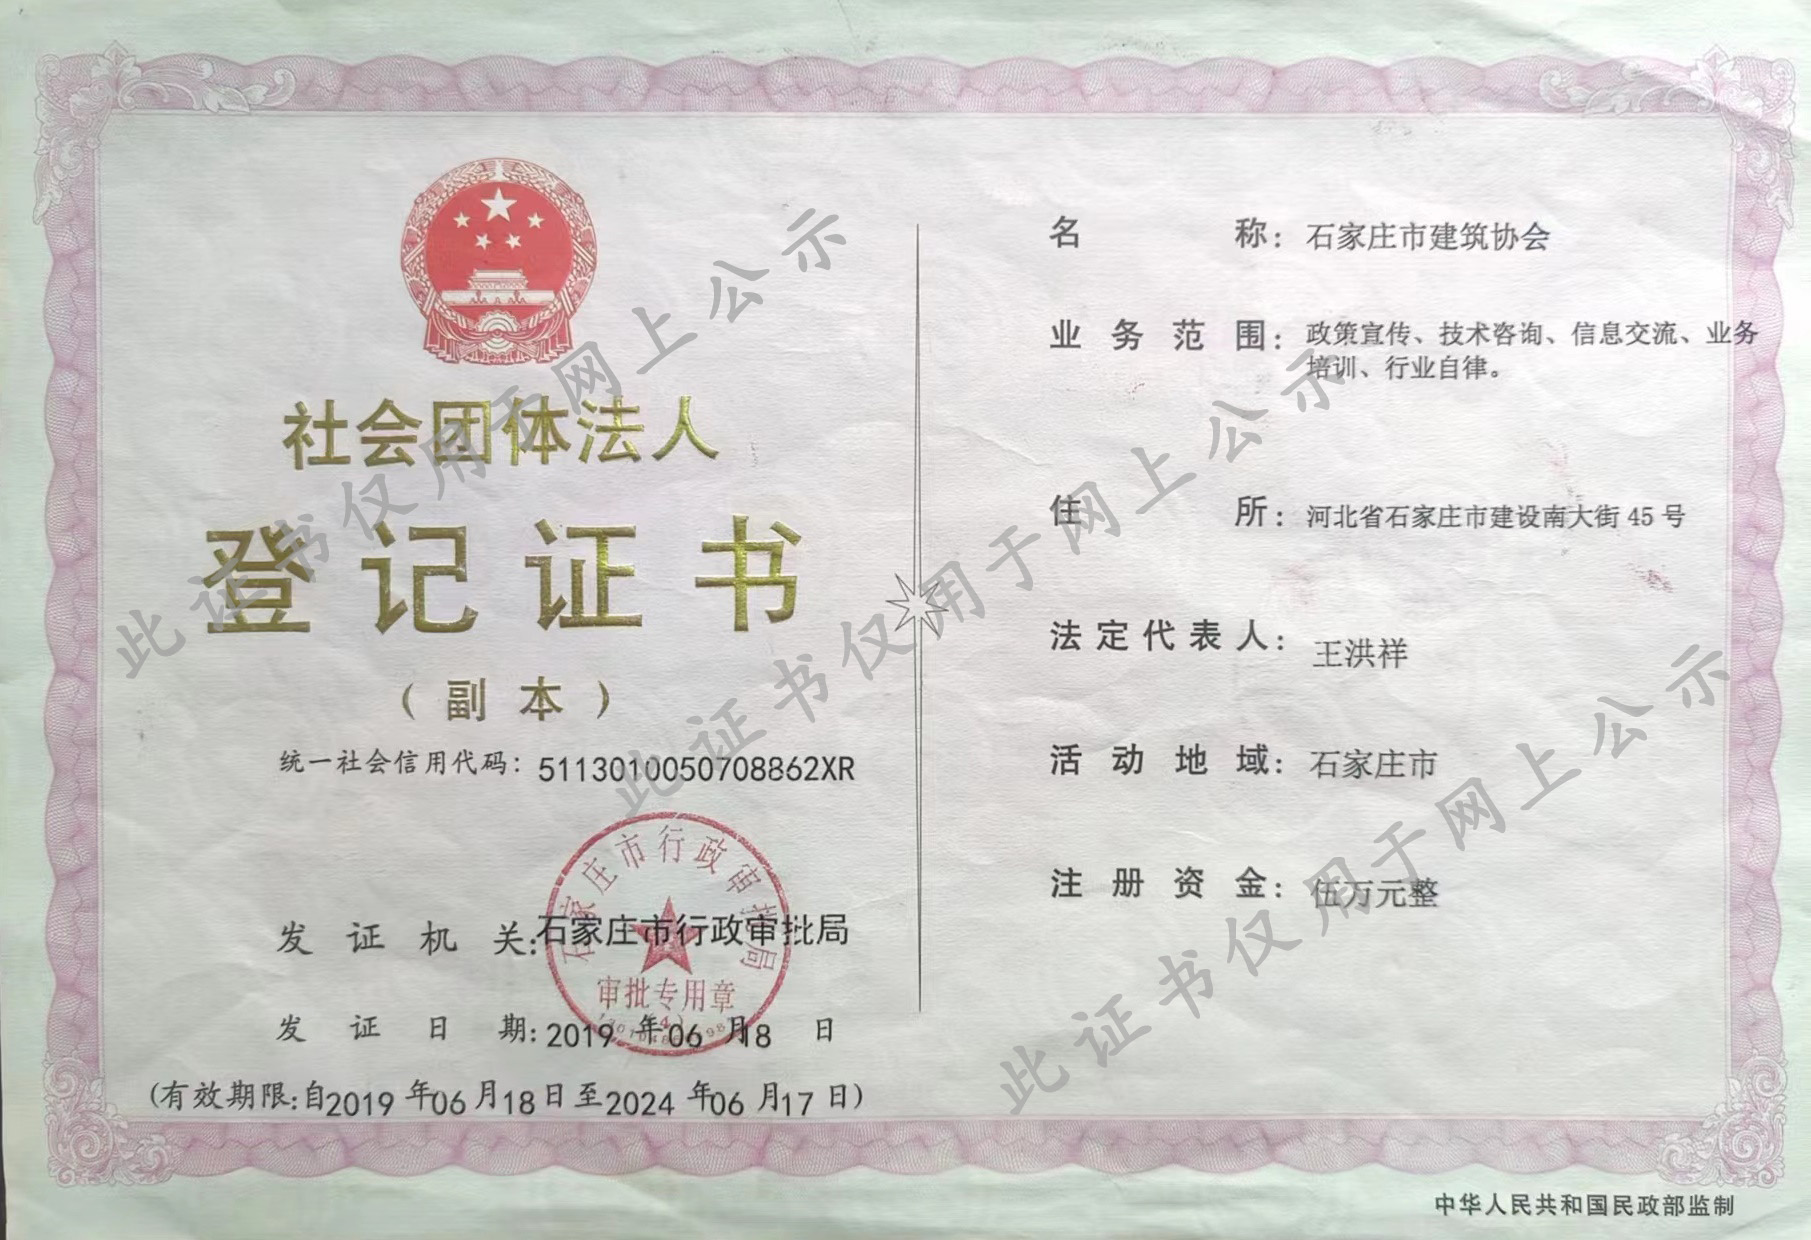 社会团体法人
登记证书
（副本）
统一社会信用代码：5113010050708862XR
发证机关:石家庄市行政审批局
发证日期:2019年06月18日
(有效期限:自2019年06月18日至2024年06月17日)
石家庄市行政审批局
审批专用章
(4)
名称：石家庄市建筑协会
业务范围：政策宣传、技术咨询、信息交流、业务
培训、行业自律。
住所：河北省石家庄市建设南大街 45 号
法定代表人：王洪祥
活动地域：石家庄市
注册资金：伍万元整
中华人民共和国民政部监制
此证书仅用于网上公示
此证书仅用于网上公示
此证书仅用于网上公示